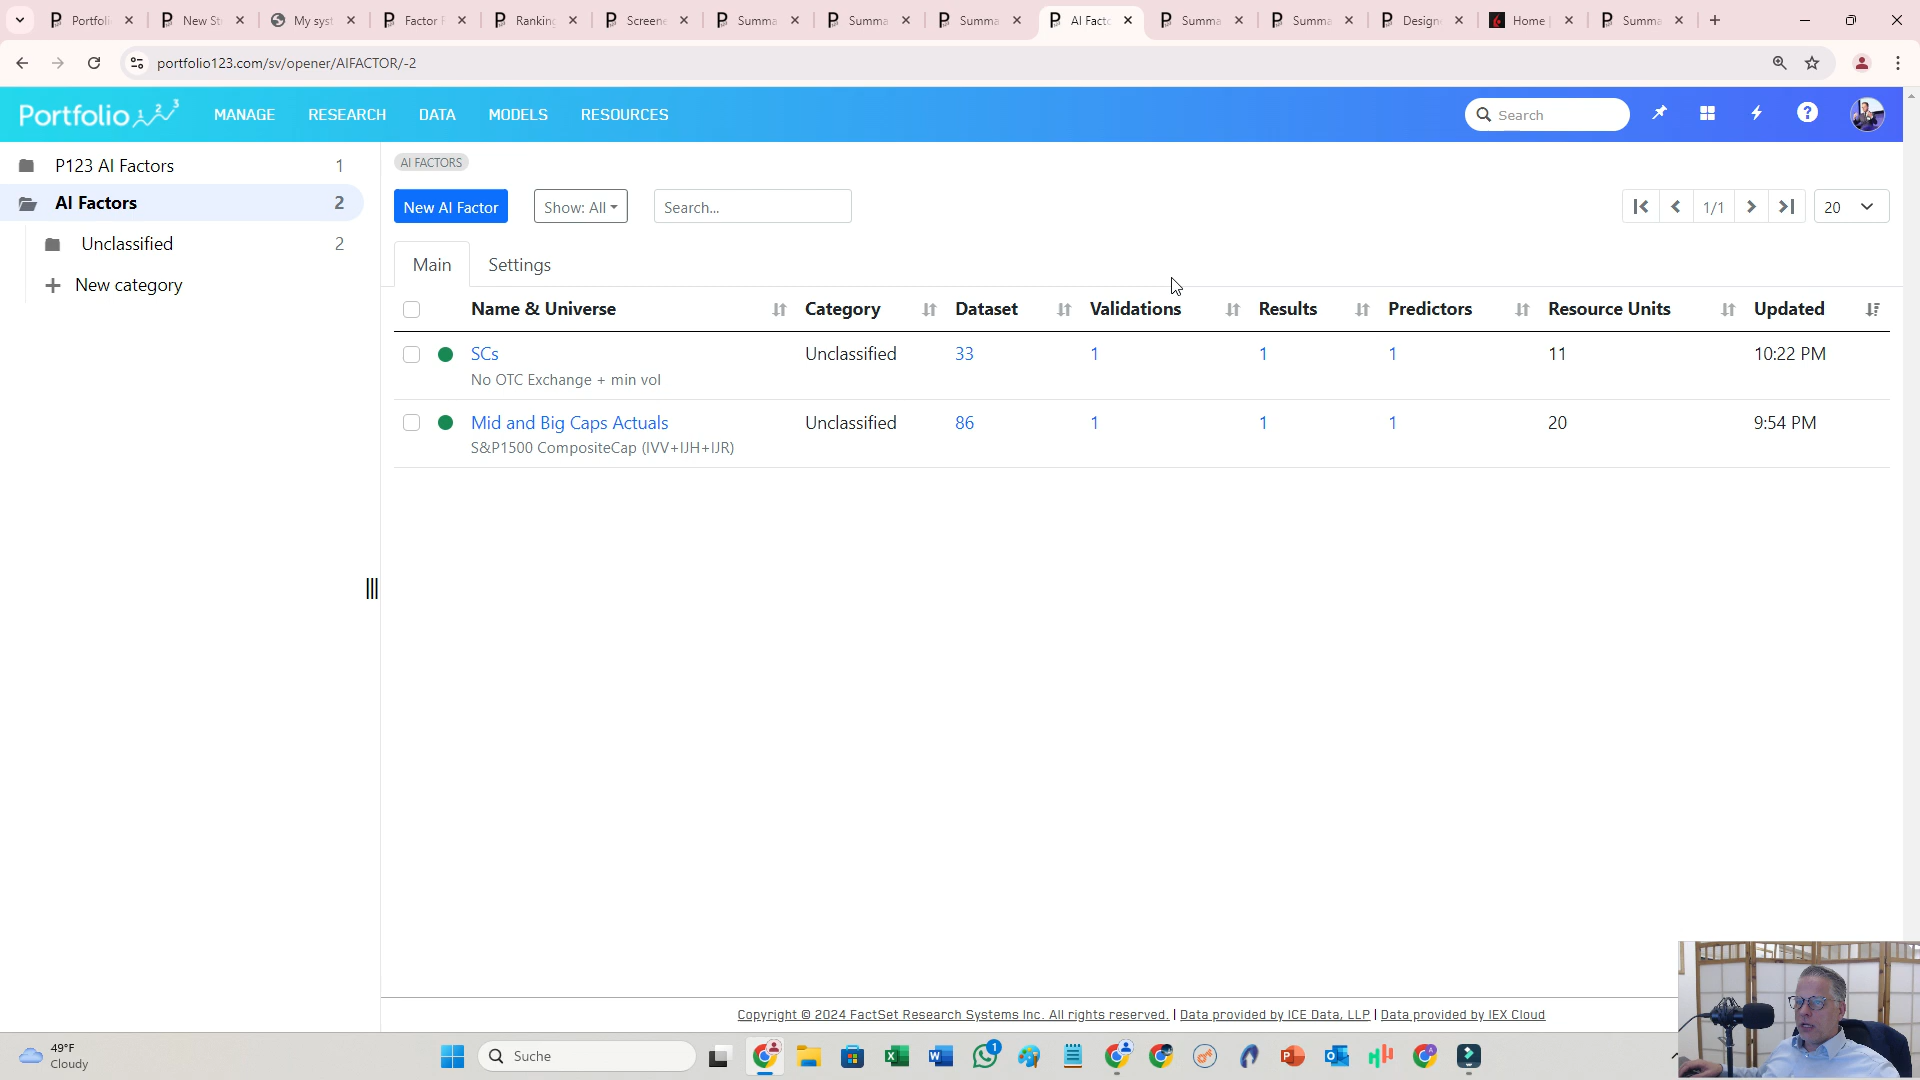 Portfoli
New St
My syst
Factor F
Ranking
Screene
Summa
Summa
Summa
AI Facto
Summa
Summa
Design
Home
Summa
portfolio123.com/sv/opener/AIFACTOR/-2
Portfolio123
MANAGE
RESEARCH
DATA
MODELS
RESOURCES
Search
P123 AI Factors 1
AI Factors 2
Unclassified 2
New category
AI FACTORS
New AI Factor
Show: All
Search...
1/1
20
Main
Settings
Name & Universe Category Dataset Validations Results Predictors Resource Units Updated
SCs Unclassified 33 1 1 1 11 10:22 PM
No OTC Exchange + min vol
Mid and Big Caps Actuals Unclassified 86 1 1 1 20 9:54 PM
S&P1500 CompositeCap (IVV+IJH+IJR)
Copyright © 2024 FactSet Research Systems Inc. All rights reserved. | Data provided by ICE Data, LLP | Data provided by IEX Cloud
49°F
Cloudy
Suche
1